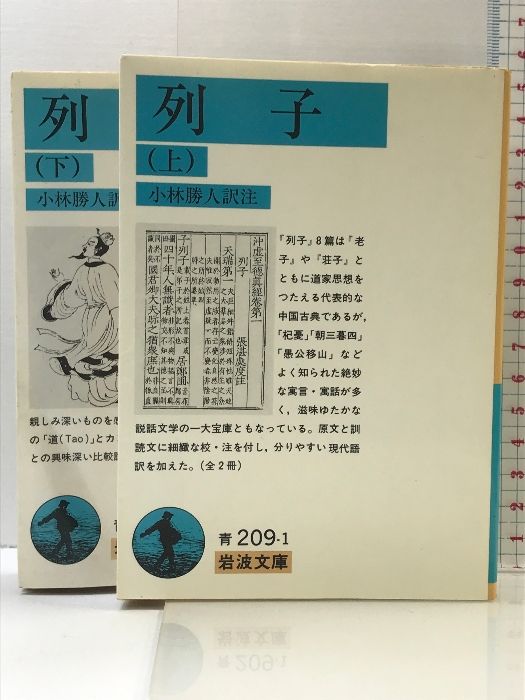 列子
(上)
小林勝人訳注
『列子』8篇は『老
子』や『荘子』と
ともに道家思想を
つたえる代表的な
中国古典であるが,
「杞憂」「朝三暮四」
「愚公移山」など
よく知られた絶妙
な寓言・寓話が多
く, 滋味ゆたかな
説話文学の一大宝庫ともなっている。原文と訓
読文に細緻な校・注を付し, 分りやすい現代語
訳を加えた。(全2冊)
沖虚至徳真経巻第一
列子
張湛處度注
天瑞第一
青 209-1
岩波文庫
列
(下)
小林勝人訳
親しみ深いものを感
の「道(Tao)」とカ
との興味深い比較論
青